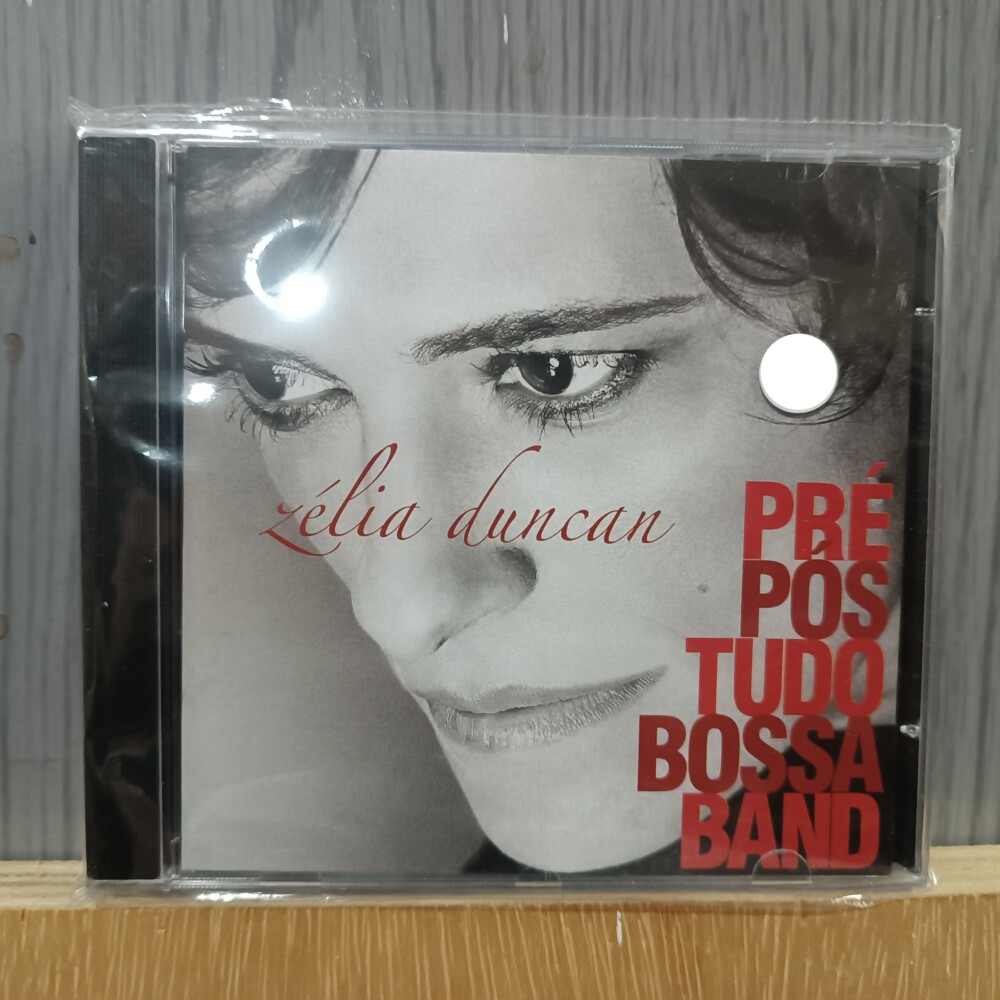 zélia duncan
PRÉ
PÓS
TUDO
BOSSA
BAND